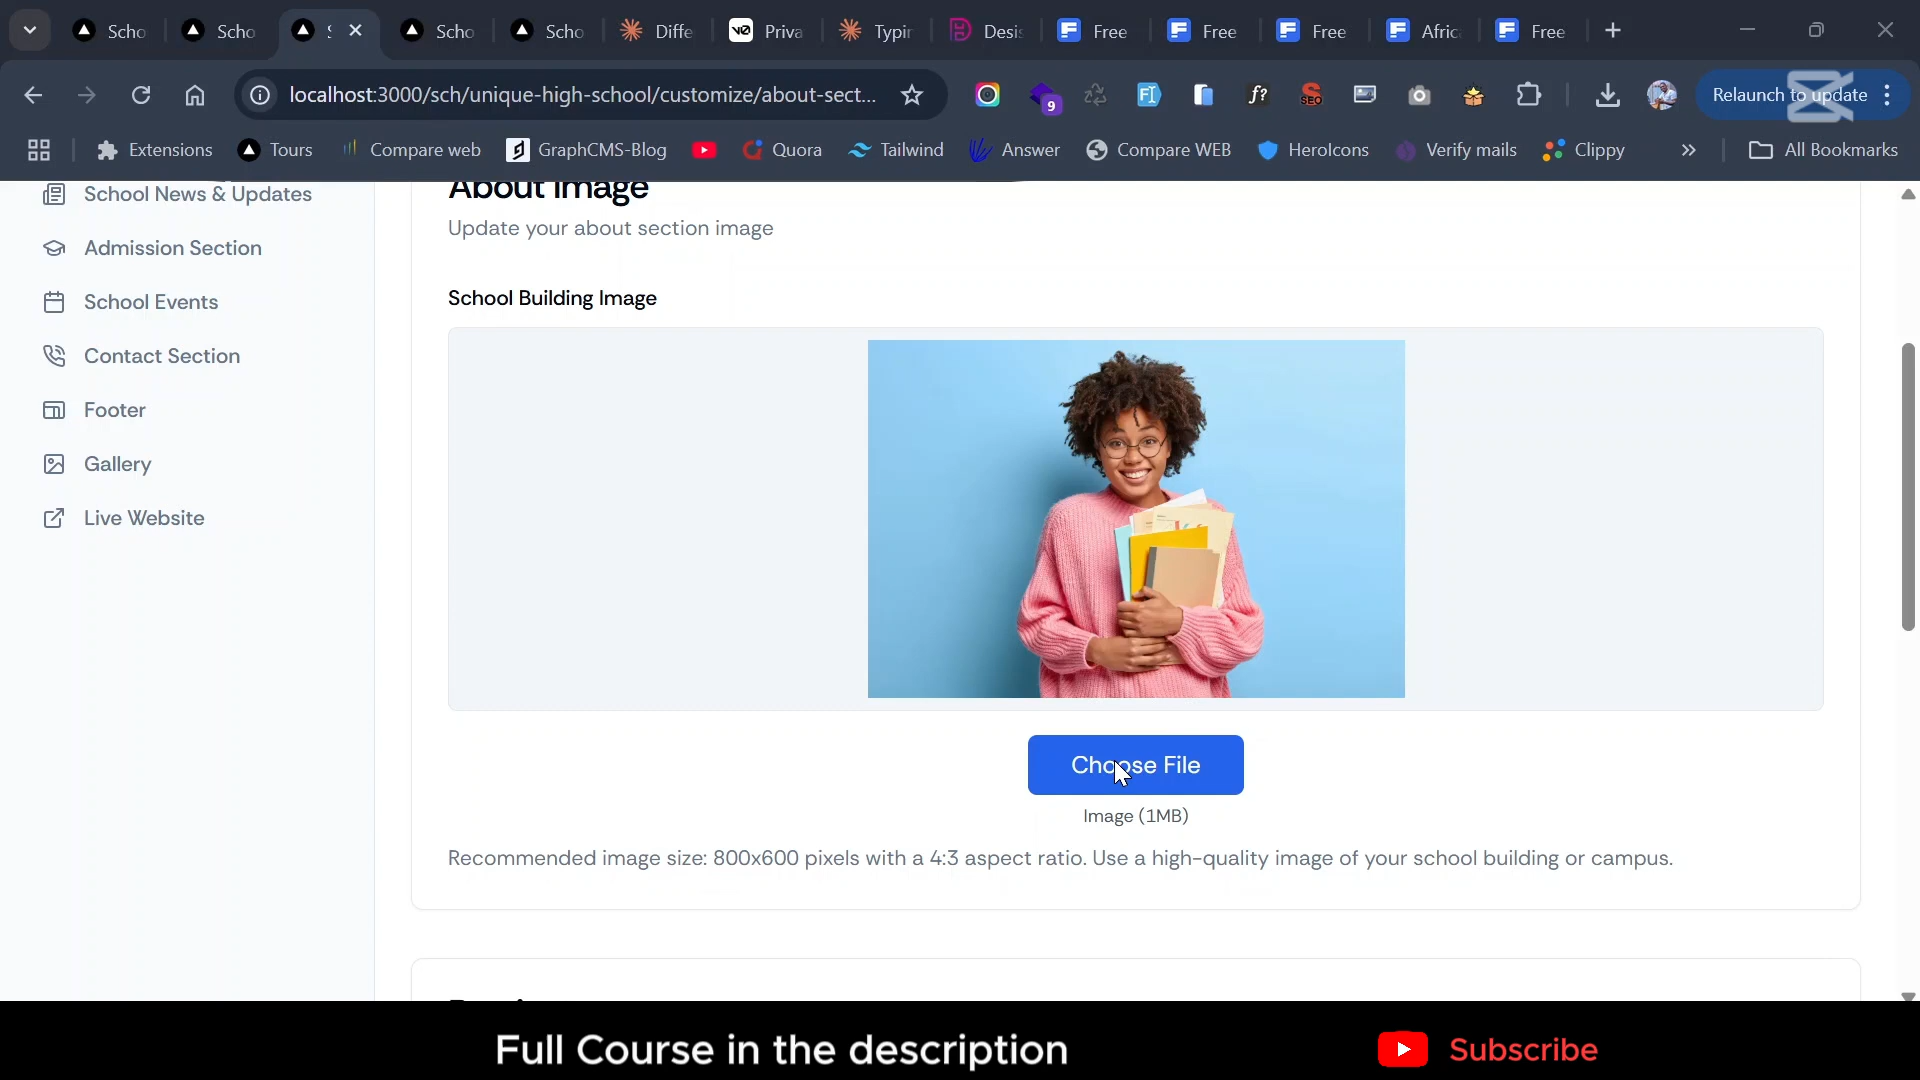 Scho
Scho
Scho
Scho
Diffe
Priva
Typin
Desi
Free
Free
Free
Afric
Free
localhost:3000/sch/unique-high-school/customize/about-sect...
9
f?
SEO
Relaunch to update
Extensions
Tours
Compare web
GraphCMS-Blog
Quora
Tailwind
Answer
Compare WEB
HeroIcons
Verify mails
Clippy
All Bookmarks
School News & Updates
Admission Section
School Events
Contact Section
Footer
Gallery
Live Website
About Image
Update your about section image
School Building Image
Choose File
Image (1MB)
Recommended image size: 800x600 pixels with a 4:3 aspect ratio. Use a high-quality image of your school building or campus.
Full Course in the description
Subscribe